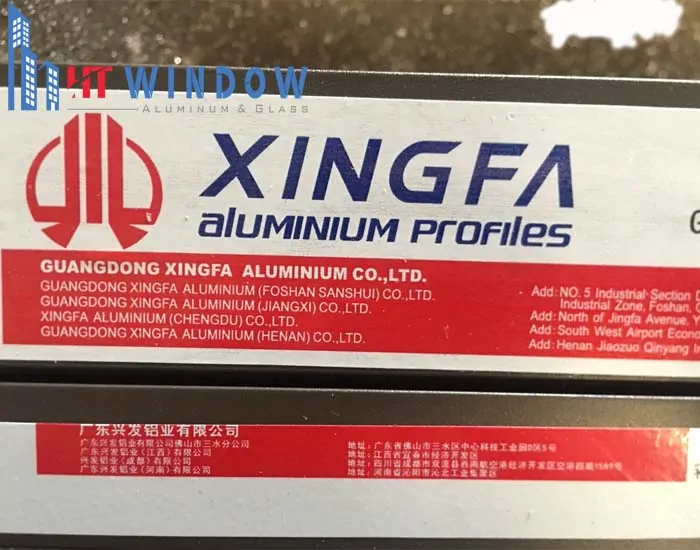 HT WINDOW
ALUMINUM & GLASS
XINGFA
ALUMINIUM PROFILES
GUANGDONG XINGFA ALUMINIUM CO.,LTD.
GUANGDONG XINGFA ALUMINIUM (FOSHAN SANSHUI) CO.,LTD.
GUANGDONG XINGFA ALUMINIUM (JIANGXI) CO.,LTD.
XINGFA ALUMINIUM (CHENGDU) CO.,LTD.
GUANGDONG XINGFA ALUMINIUM (HENAN) CO.,LTD.
Add: NO. 5 Industrial Section D
Industrial Zone, Foshan,
Add: North of Jingfa Avenue, Y
Add: South West Airport Econo
Add: Henan Jiaozuo Qinyang In
广东兴发铝业有限公司
广东兴发铝业有限公司佛山市三水分公司
广东兴发铝业（江西）有限公司
兴发铝业（成都）有限公司
广东兴发铝业（河南）有限公司
地址：广东省佛山市三水区中心科技工业园D区5号
地址：江西省宜春市经济开发区
地址：四川省成都市双流县西南航空港经济开发区空港四路
地址：河南省沁阳市沁北工业集聚区